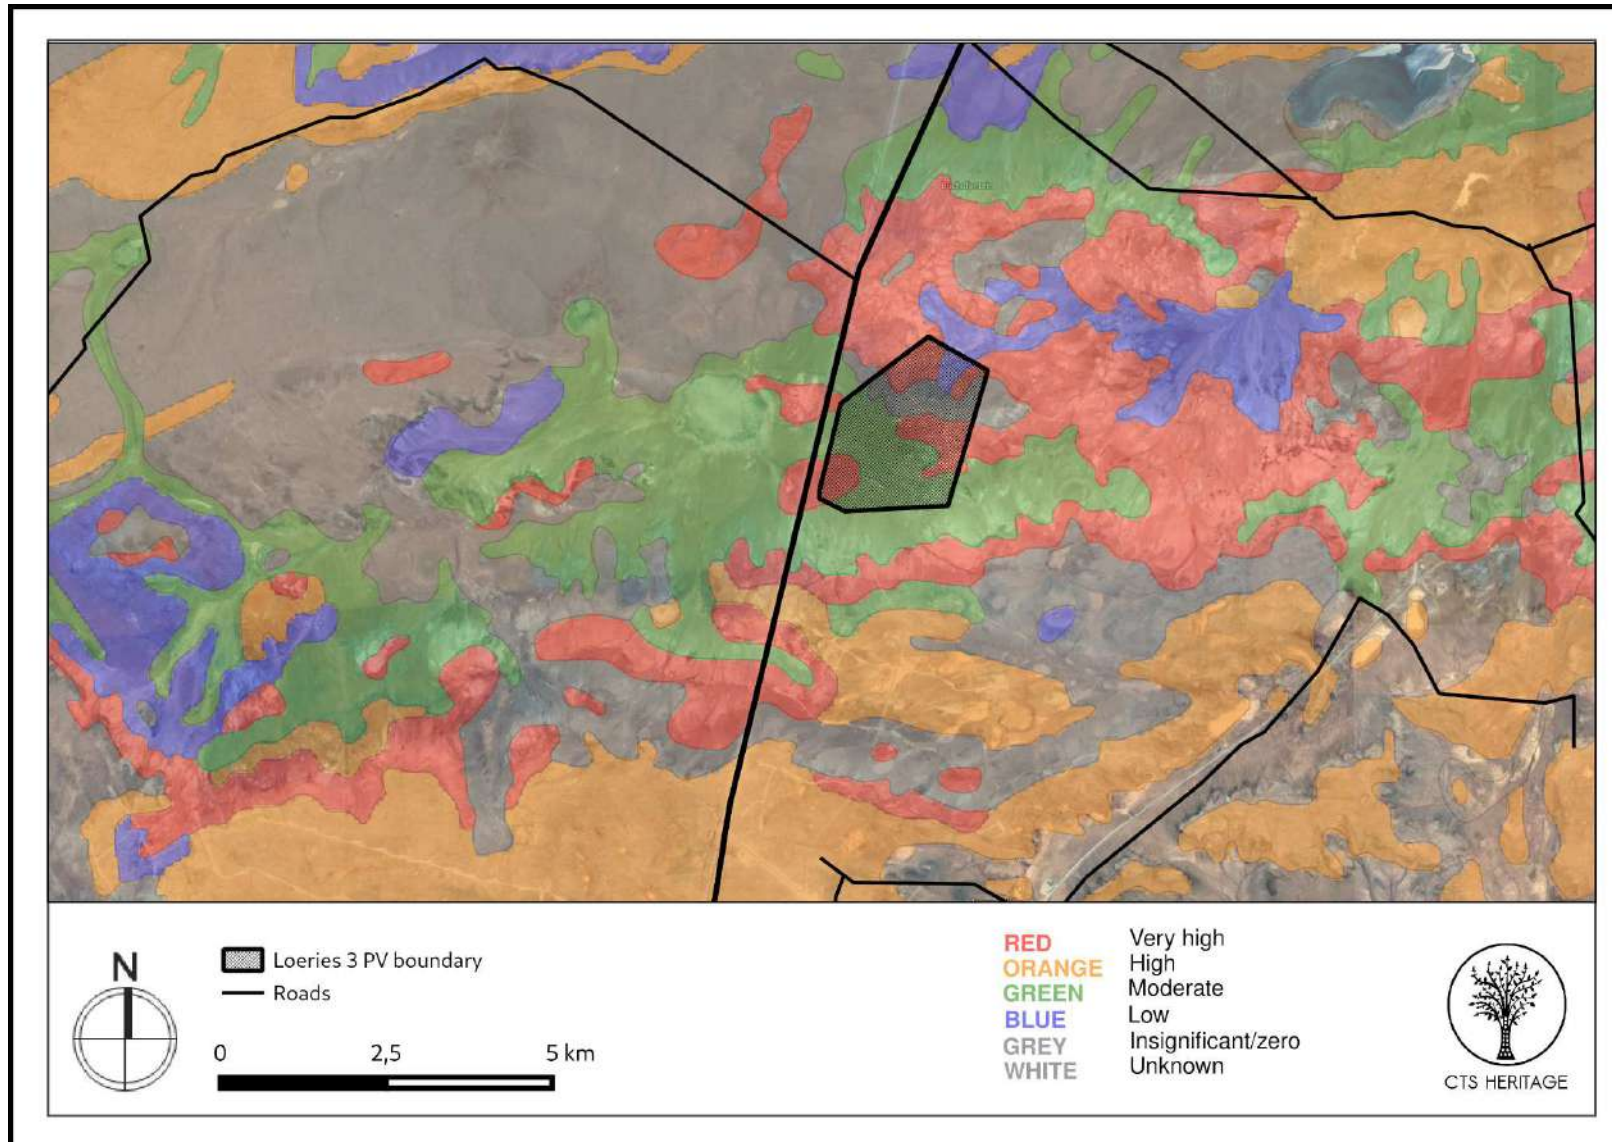 N
Loeries 3 PV boundary
Roads
0 2,5 5 km
RED Very high
ORANGE High
GREEN Moderate
BLUE Low
GREY Insignificant/zero
WHITE Unknown
CTS HERITAGE